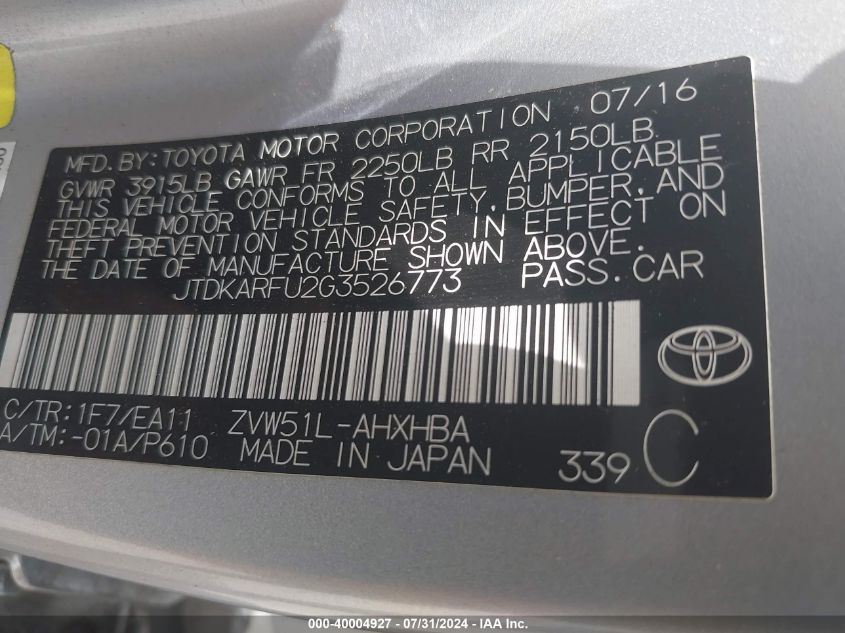 MFD. BY: TOYOTA MOTOR CORPORATION 07/16
GVWR 3915LB GAWR FR 2250LB RR 2150LB
THIS VEHICLE CONFORMS TO ALL APPLICABLE
FEDERAL MOTOR VEHICLE SAFETY, BUMPER, AND
THEFT PREVENTION STANDARDS IN EFFECT ON
THE DATE OF MANUFACTURE SHOWN ABOVE.
JTDKARFU2G3526773 PASS. CAR
C/TR: 1F7/EA11 ZVW51L-AHXHBA
A/TM: -01A/P610 MADE IN JAPAN 339 C
000-40004927 - 07/31/2024 - IAA Inc.